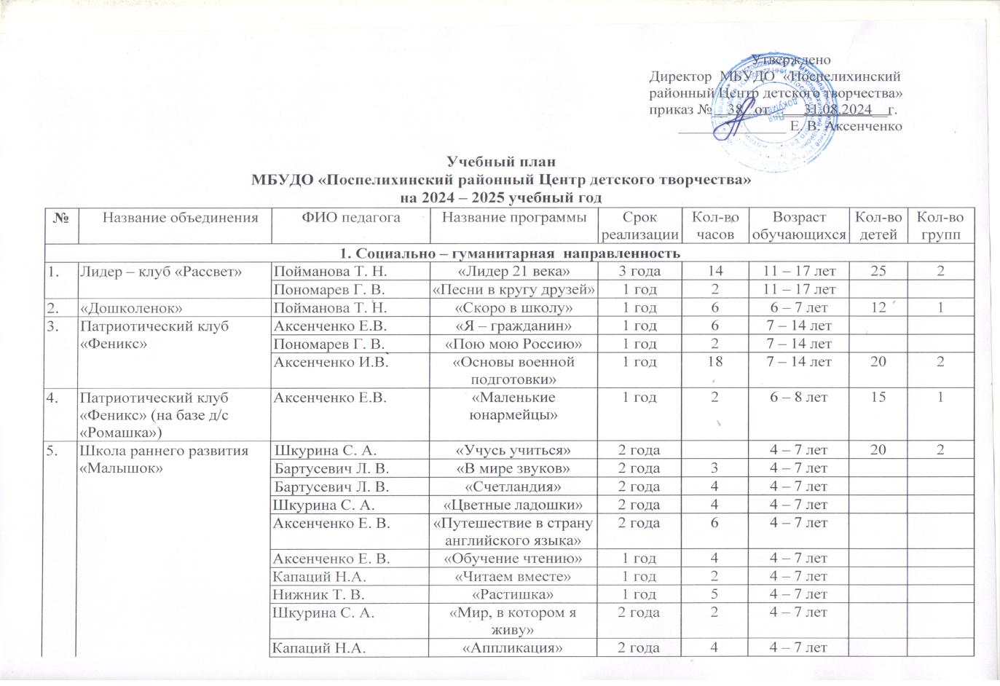 Утверждено
Директор МБУДО «Поспелихинский
районный Центр детского творчества»
приказ № 38 от 31.08.2024 г.
Е. В. Аксенченко
Учебный план
МБУДО «Поспелихинский районный Центр детского творчества»
на 2024 – 2025 учебный год
№ Название объединения ФИО педагога Название программы Срок Кол-во Возраст Кол-во Кол-во
реализации часов обучающихся детей групп
1. Социально – гуманитарная направленность
1. Лидер – клуб «Рассвет» Пойманова Т. Н. «Лидер 21 века» 3 года 14 11 – 17 лет 25 2
Пономарев Г. В. «Песни в кругу друзей» 1 год 2 11 – 17 лет
2. «Дошколенок» Пойманова Т. Н. «Скоро в школу» 1 год 6 6 – 7 лет 12 1
3. Патриотический клуб Аксенченко Е.В. «Я – гражданин» 1 год 6 7 – 14 лет
«Феникс» Пономарев Г. В. «Пою мою Россию» 1 год 2 7 – 14 лет
Аксенченко И.В. «Основы военной 1 год 18 7 – 14 лет 20 2
подготовки»
4. Патриотический клуб Аксенченко Е.В. «Маленькие 1 год 2 6 – 8 лет 15 1
«Феникс» (на базе д/с юнармейцы»
«Ромашка»)
5. Школа раннего развития Шкурина С. А. «Учусь учиться» 2 года 4 – 7 лет 20 2
«Малышок» Бартусевич Л. В. «В мире звуков» 2 года 3 4 – 7 лет
Бартусевич Л. В. «Счетландия» 2 года 4 4 – 7 лет
Шкурина С. А. «Цветные ладошки» 2 года 4 4 – 7 лет
Аксенченко Е. В. «Путешествие в страну 2 года 6 4 – 7 лет
английского языка»
Аксенченко Е. В. «Обучение чтению» 1 год 4 4 – 7 лет
Капаций Н.А. «Читаем вместе» 1 год 2 4 – 7 лет
Нижник Т. В. «Растишка» 1 год 5 4 – 7 лет
Шкурина С. А. «Мир, в котором я 2 года 2 4 – 7 лет
живу»
Капаций Н.А. «Аппликация» 2 года 4 4 – 7 лет